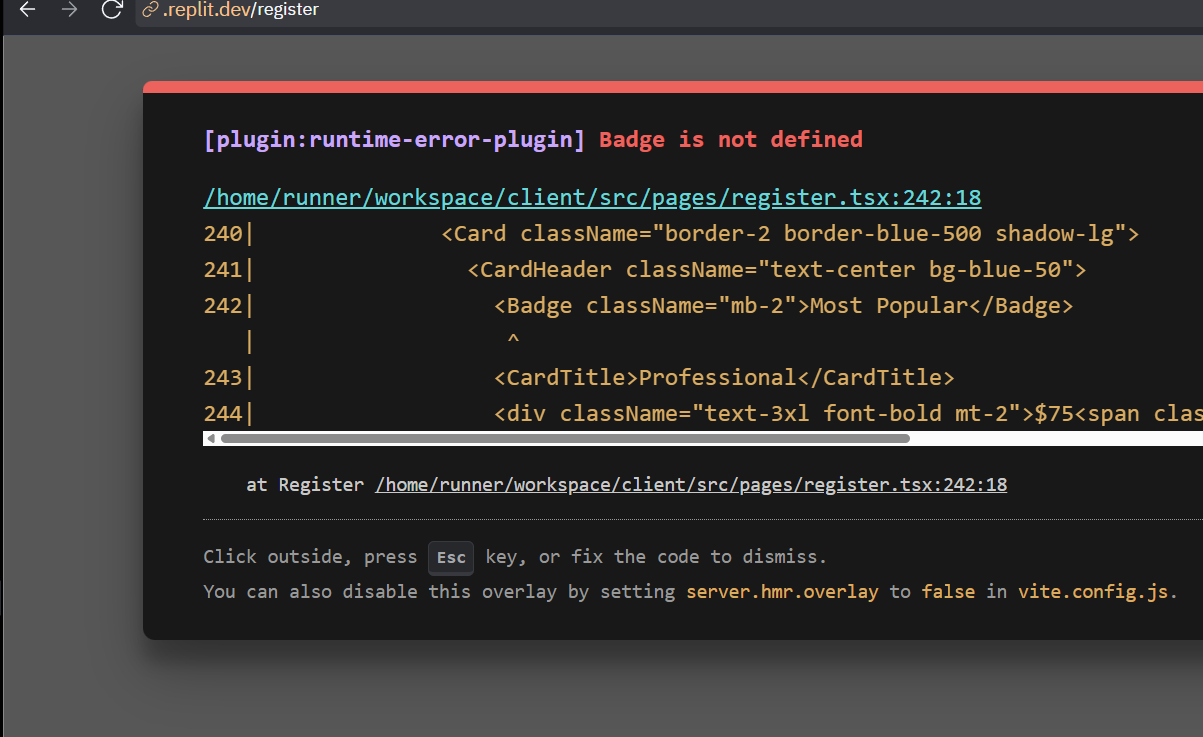 .replit.dev/register
[plugin:runtime-error-plugin] Badge is not defined
/home/runner/workspace/client/src/pages/register.tsx:242:18
240|              <Card className="border-2 border-blue-500 shadow-lg">
241|                <CardHeader className="text-center bg-blue-50">
242|                  <Badge className="mb-2">Most Popular</Badge>
   |                   ^
243|                  <CardTitle>Professional</CardTitle>
244|                  <div className="text-3xl font-bold mt-2">$75<span clas
at Register /home/runner/workspace/client/src/pages/register.tsx:242:18
Click outside, press Esc key, or fix the code to dismiss.
You can also disable this overlay by setting server.hmr.overlay to false in vite.config.js.